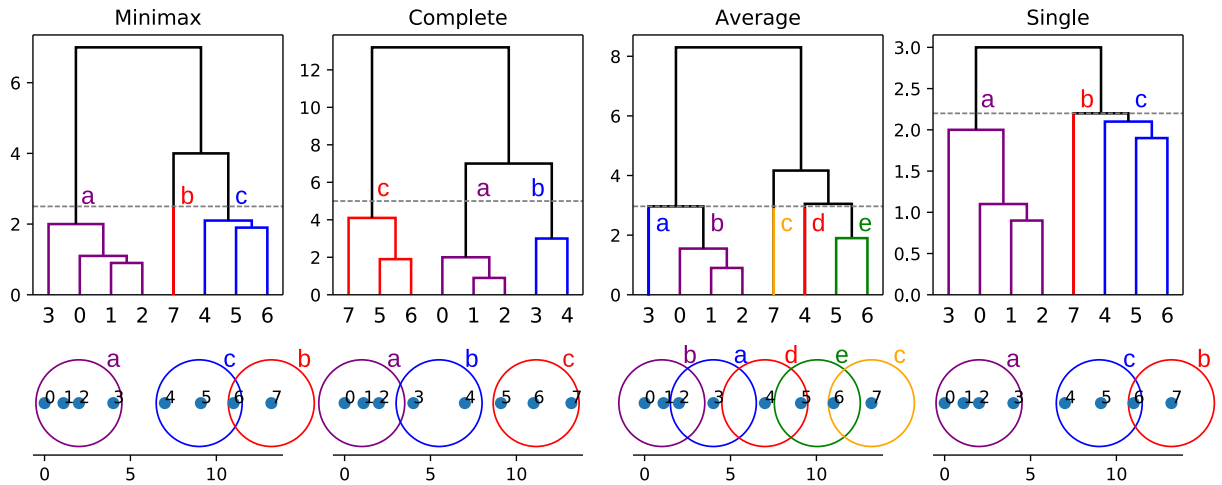 Minimax Complete Average Single
6
4
2
0
a
b
c
3 0 1 2 7 4 5 6
12
10
8
6
4
2
0
c
a
b
7 5 6 0 1 2 3 4
8
6
4
2
0
a
b
c
d
e
3 0 1 2 7 4 5 6
3.0
2.5
2.0
1.5
1.0
0.5
0.0
a
b
c
3 0 1 2 7 4 5 6
a c b
0 1 2 3 4 5 6 7
0 5 10
a b c
0 1 2 3 4 5 6 7
0 5 10
b a d e c
0 1 2 3 4 5 6 7
0 5 10
a c b
0 1 2 3 4 5 6 7
0 5 10